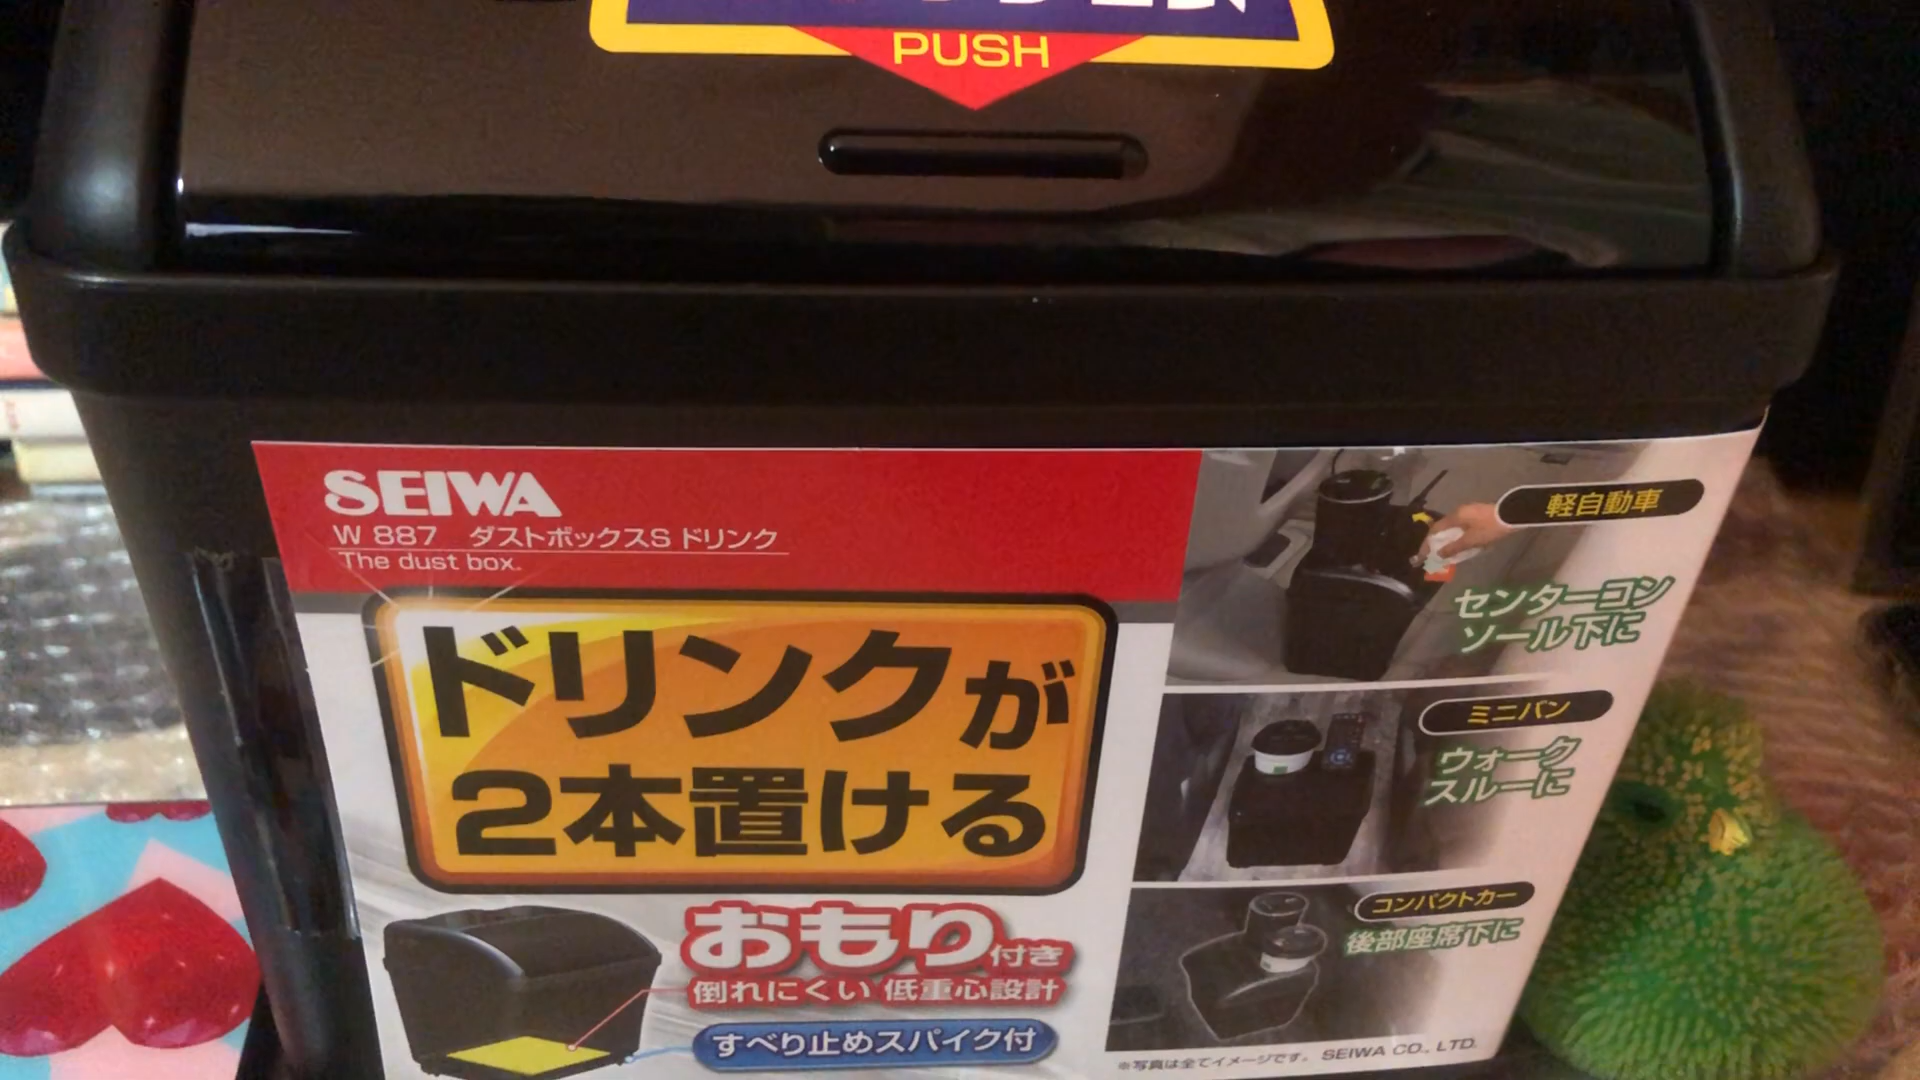 PUSH
SEIWA
W 887 ダストボックスS ドリンク
The dust box.
ドリンクが
2本置ける
おもり付き
倒れにくい 低重心設計
すべり止めスパイク付
軽自動車
センターコン
ソール下に
ミニバン
ウォーク
スルーに
コンパクトカー
後部座席下に
※写真は全てイメージです。 SEIWA CO., LTD.